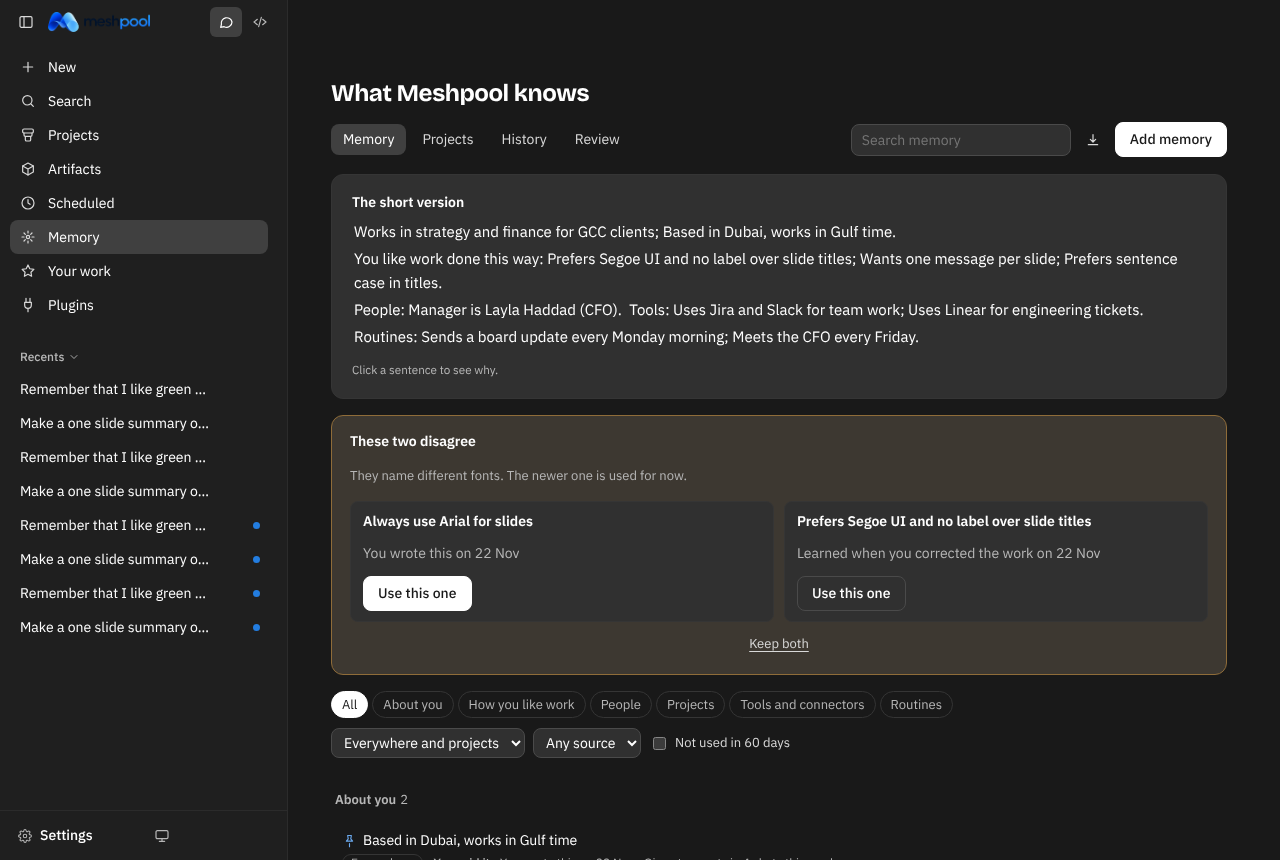 meshpool
New
Search
Projects
Artifacts
Scheduled
Memory
Your work
Plugins
Recents
Remember that I like green ...
Make a one slide summary o...
Remember that I like green ...
Make a one slide summary o...
Remember that I like green ...
Make a one slide summary o...
Remember that I like green ...
Make a one slide summary o...
Settings
What Meshpool knows
Memory Projects History Review Search memory Add memory
The short version
Works in strategy and finance for GCC clients; Based in Dubai, works in Gulf time.
You like work done this way: Prefers Segoe UI and no label over slide titles; Wants one message per slide; Prefers sentence
case in titles.
People: Manager is Layla Haddad (CFO). Tools: Uses Jira and Slack for team work; Uses Linear for engineering tickets.
Routines: Sends a board update every Monday morning; Meets the CFO every Friday.
Click a sentence to see why.
These two disagree
They name different fonts. The newer one is used for now.
Always use Arial for slides
You wrote this on 22 Nov
Use this one
Prefers Segoe UI and no label over slide titles
Learned when you corrected the work on 22 Nov
Use this one
Keep both
All About you How you like work People Projects Tools and connectors Routines
Everywhere and projects Any source Not used in 60 days
About you 2
Based in Dubai, works in Gulf time